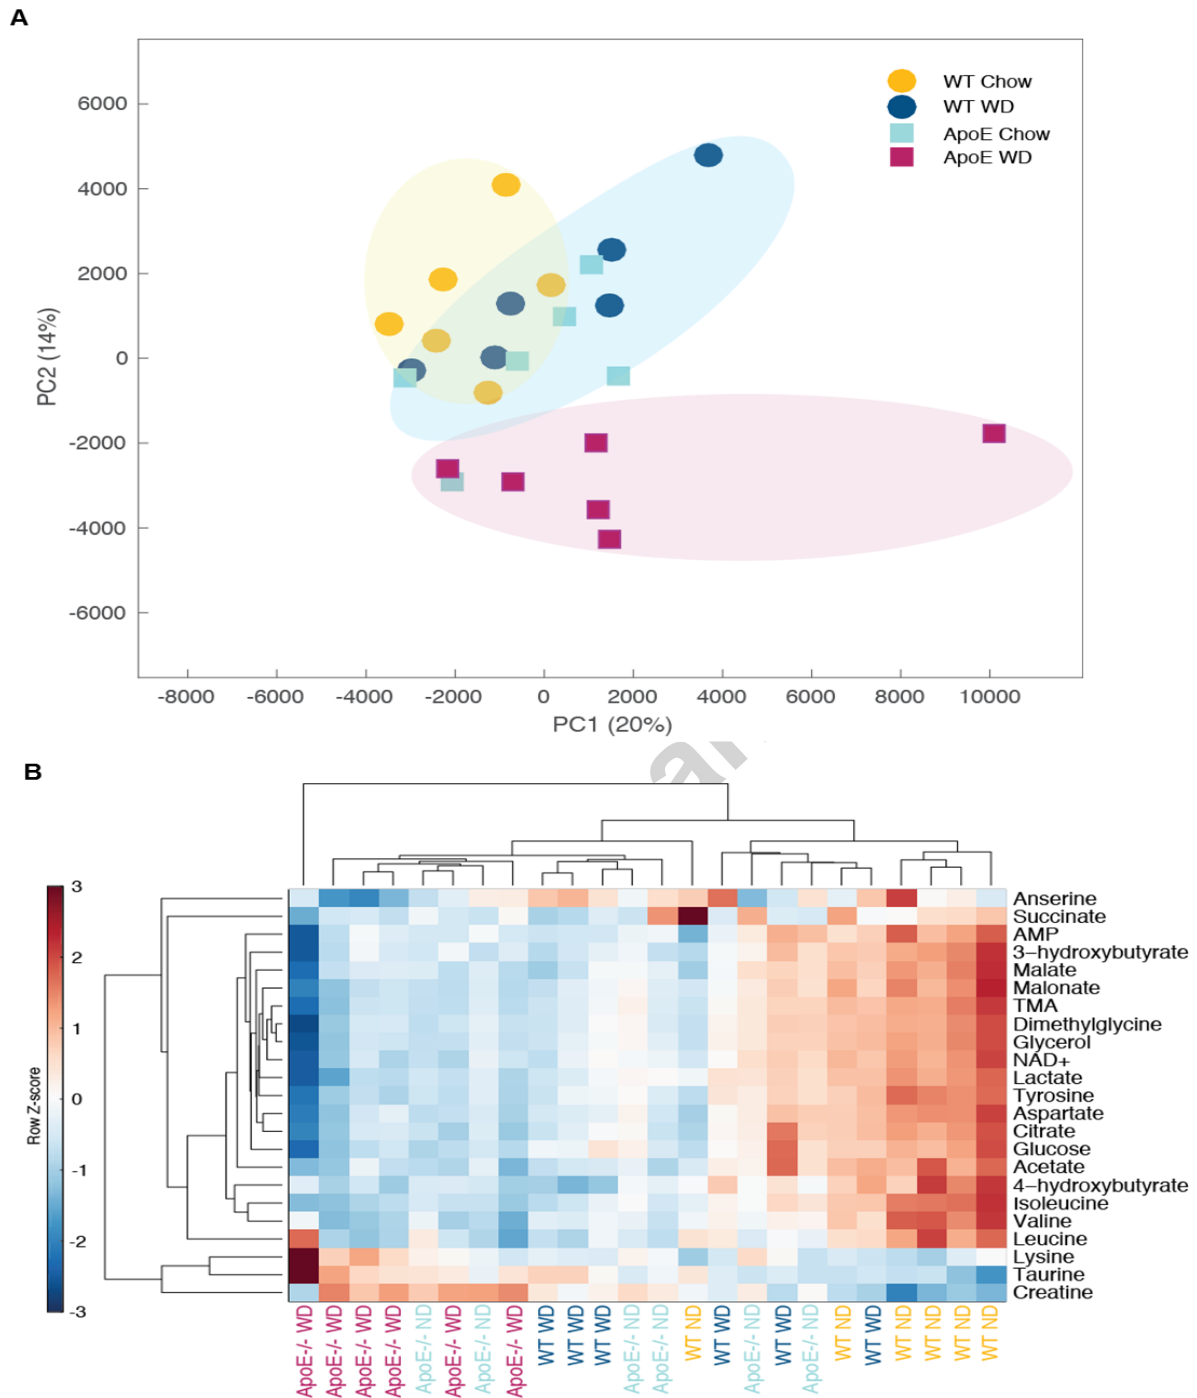 A
WT Chow
WT WD
ApoE Chow
ApoE WD
6000
4000
2000
0
-2000
-4000
-6000
PC2 (14%)
-8000 -6000 -4000 -2000 0 2000 4000 6000 8000 10000
PC1 (20%)
B
3
2
1
0
-1
-2
-3
Row Z-score
Anserine
Succinate
AMP
3-hydroxybutyrate
Malate
Malonate
TMA
Dimethylglycine
Glycerol
NAD+
Lactate
Tyrosine
Aspartate
Citrate
Glucose
Acetate
4-hydroxybutyrate
Isoleucine
Valine
Leucine
Lysine
Taurine
Creatine
ApoE-/- WD
ApoE-/- WD
ApoE-/- WD
ApoE-/- WD
ApoE-/- ND
ApoE-/- WD
ApoE-/- ND
ApoE-/- WD
WT WD
WT WD
WT WD
ApoE-/- ND
ApoE-/- ND
WT ND
WT WD
ApoE-/- ND
WT WD
ApoE-/- ND
WT ND
WT WD
WT ND
WT ND
WT ND
WT ND